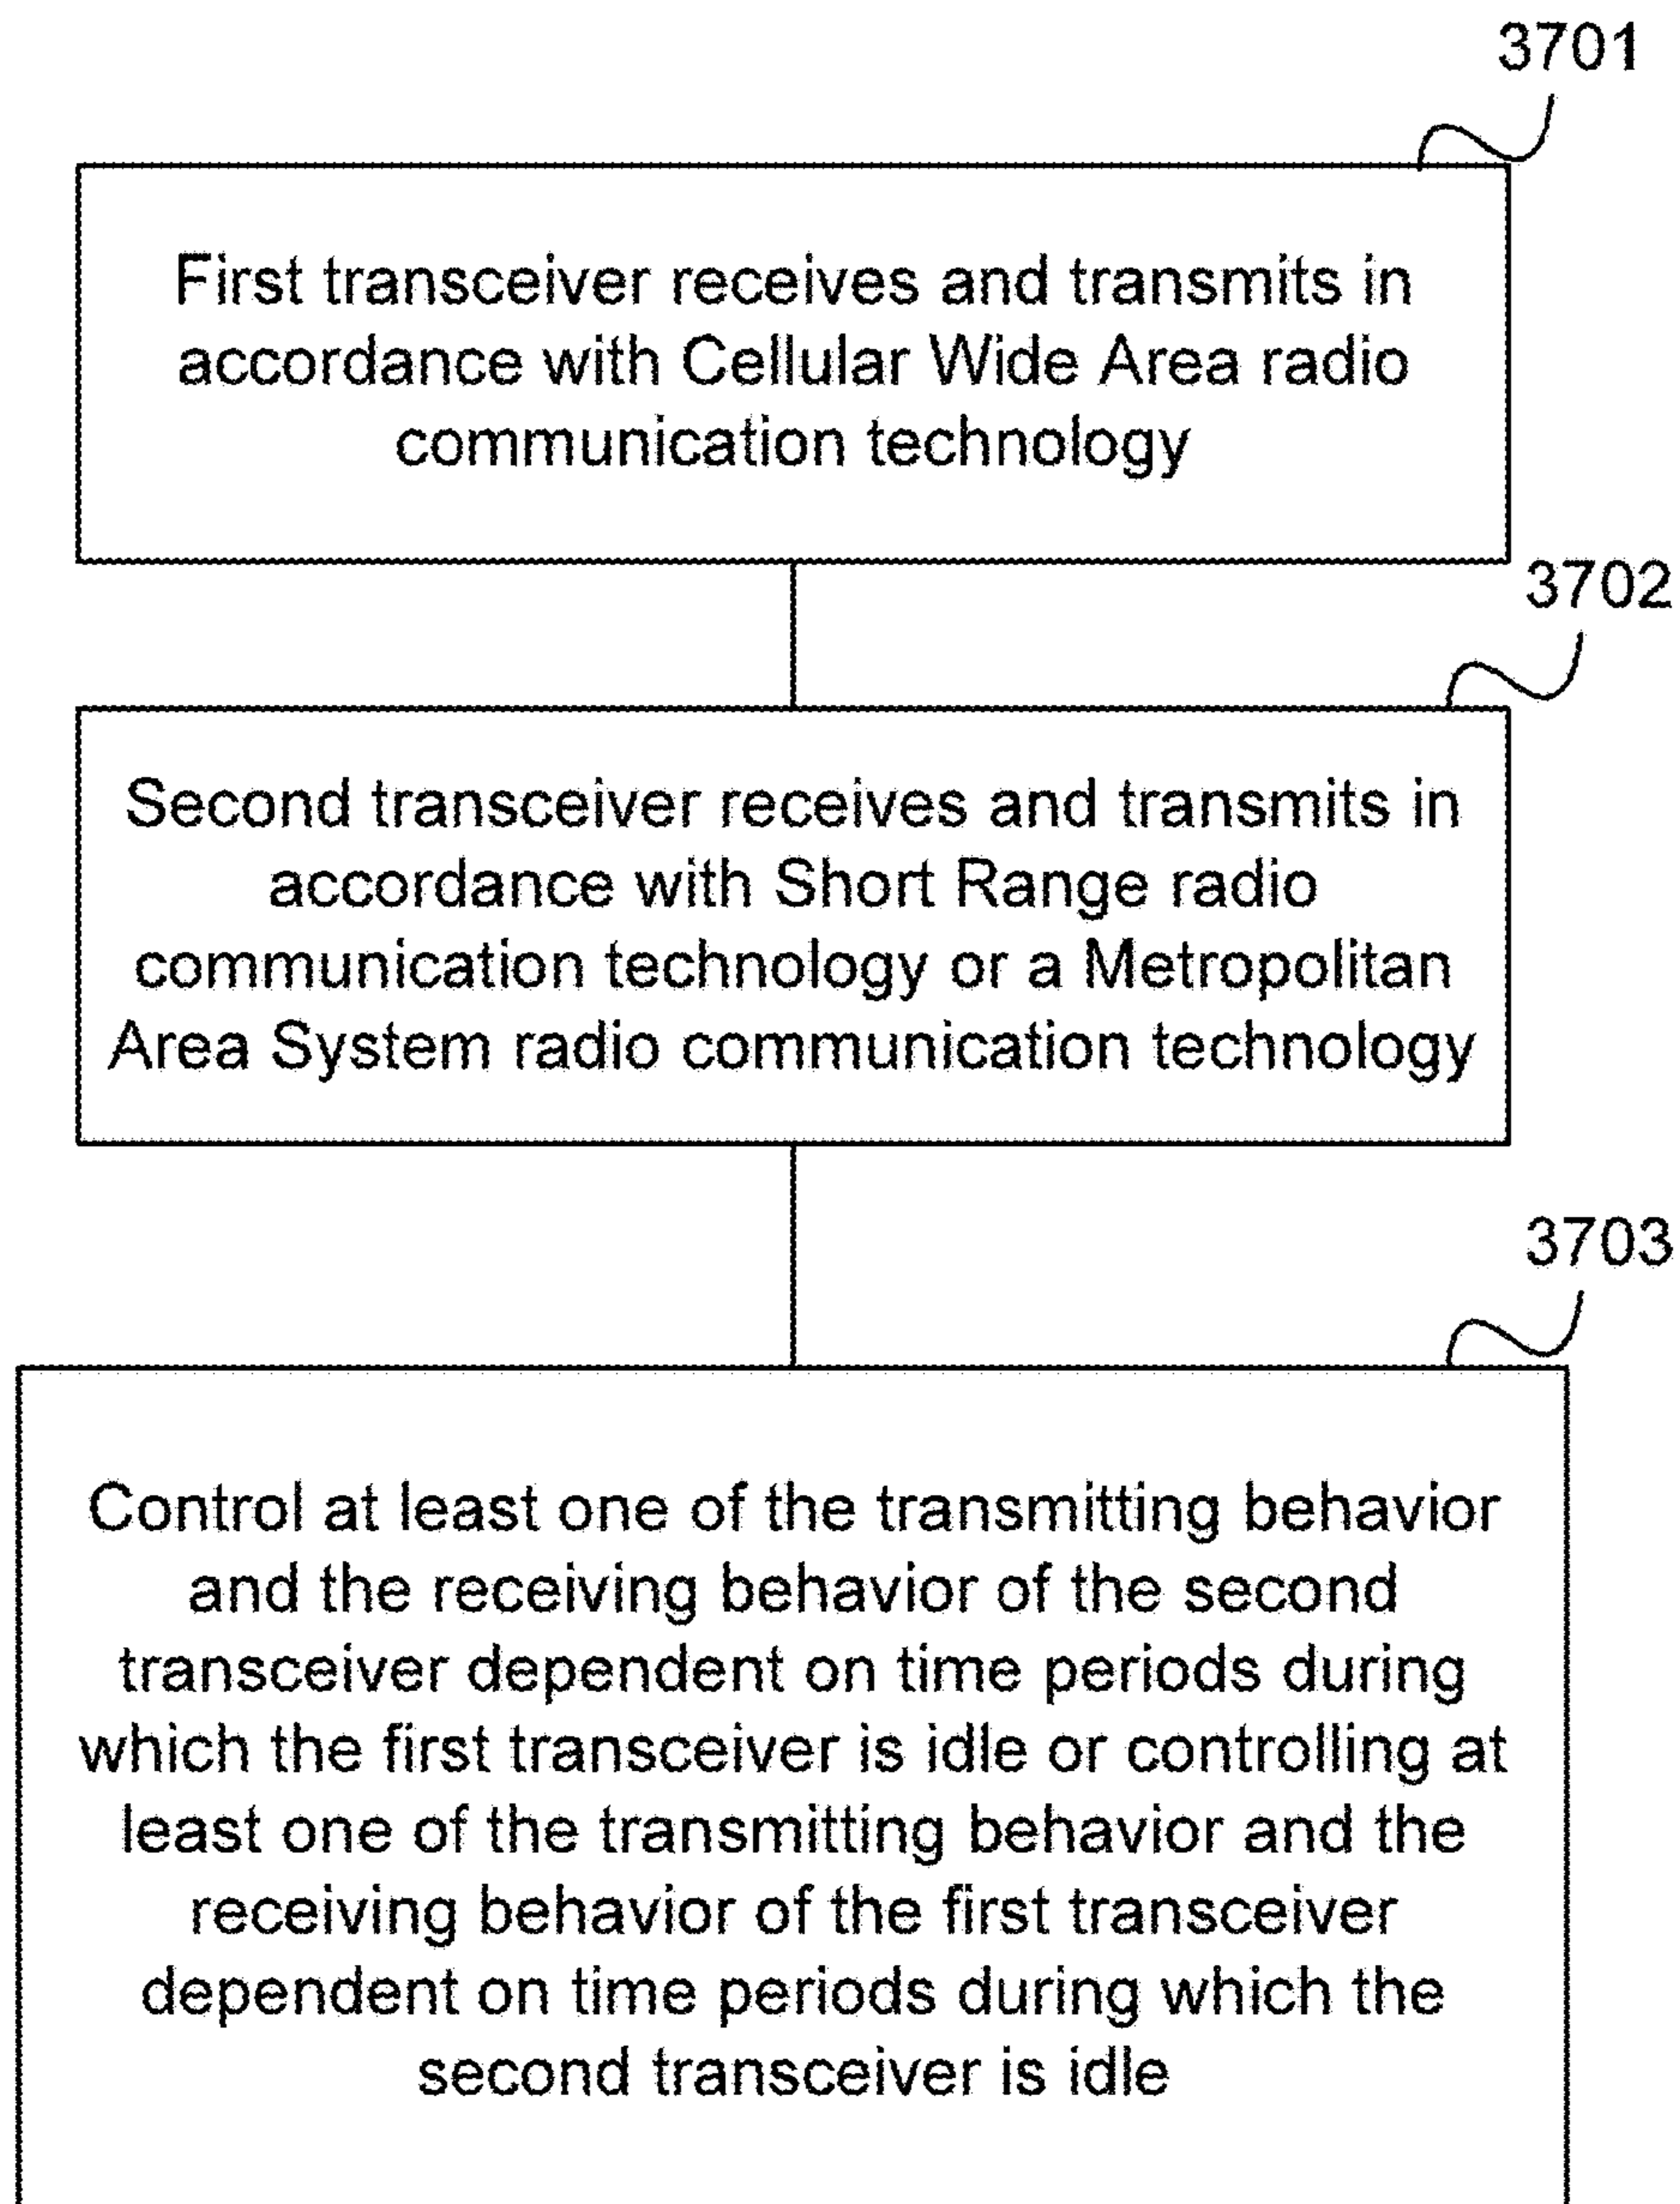 3701
First transceiver receives and transmits in
accordance with Cellular Wide Area radio
communication technology
3702
Second transceiver receives and transmits in
accordance with Short Range radio
communication technology or a Metropolitan
Area System radio communication technology
3703
Control at least one of the transmitting behavior
and the receiving behavior of the second
transceiver dependent on time periods during
which the first transceiver is idle or controlling at
least one of the transmitting behavior and the
receiving behavior of the first transceiver
dependent on time periods during which the
second transceiver is idle